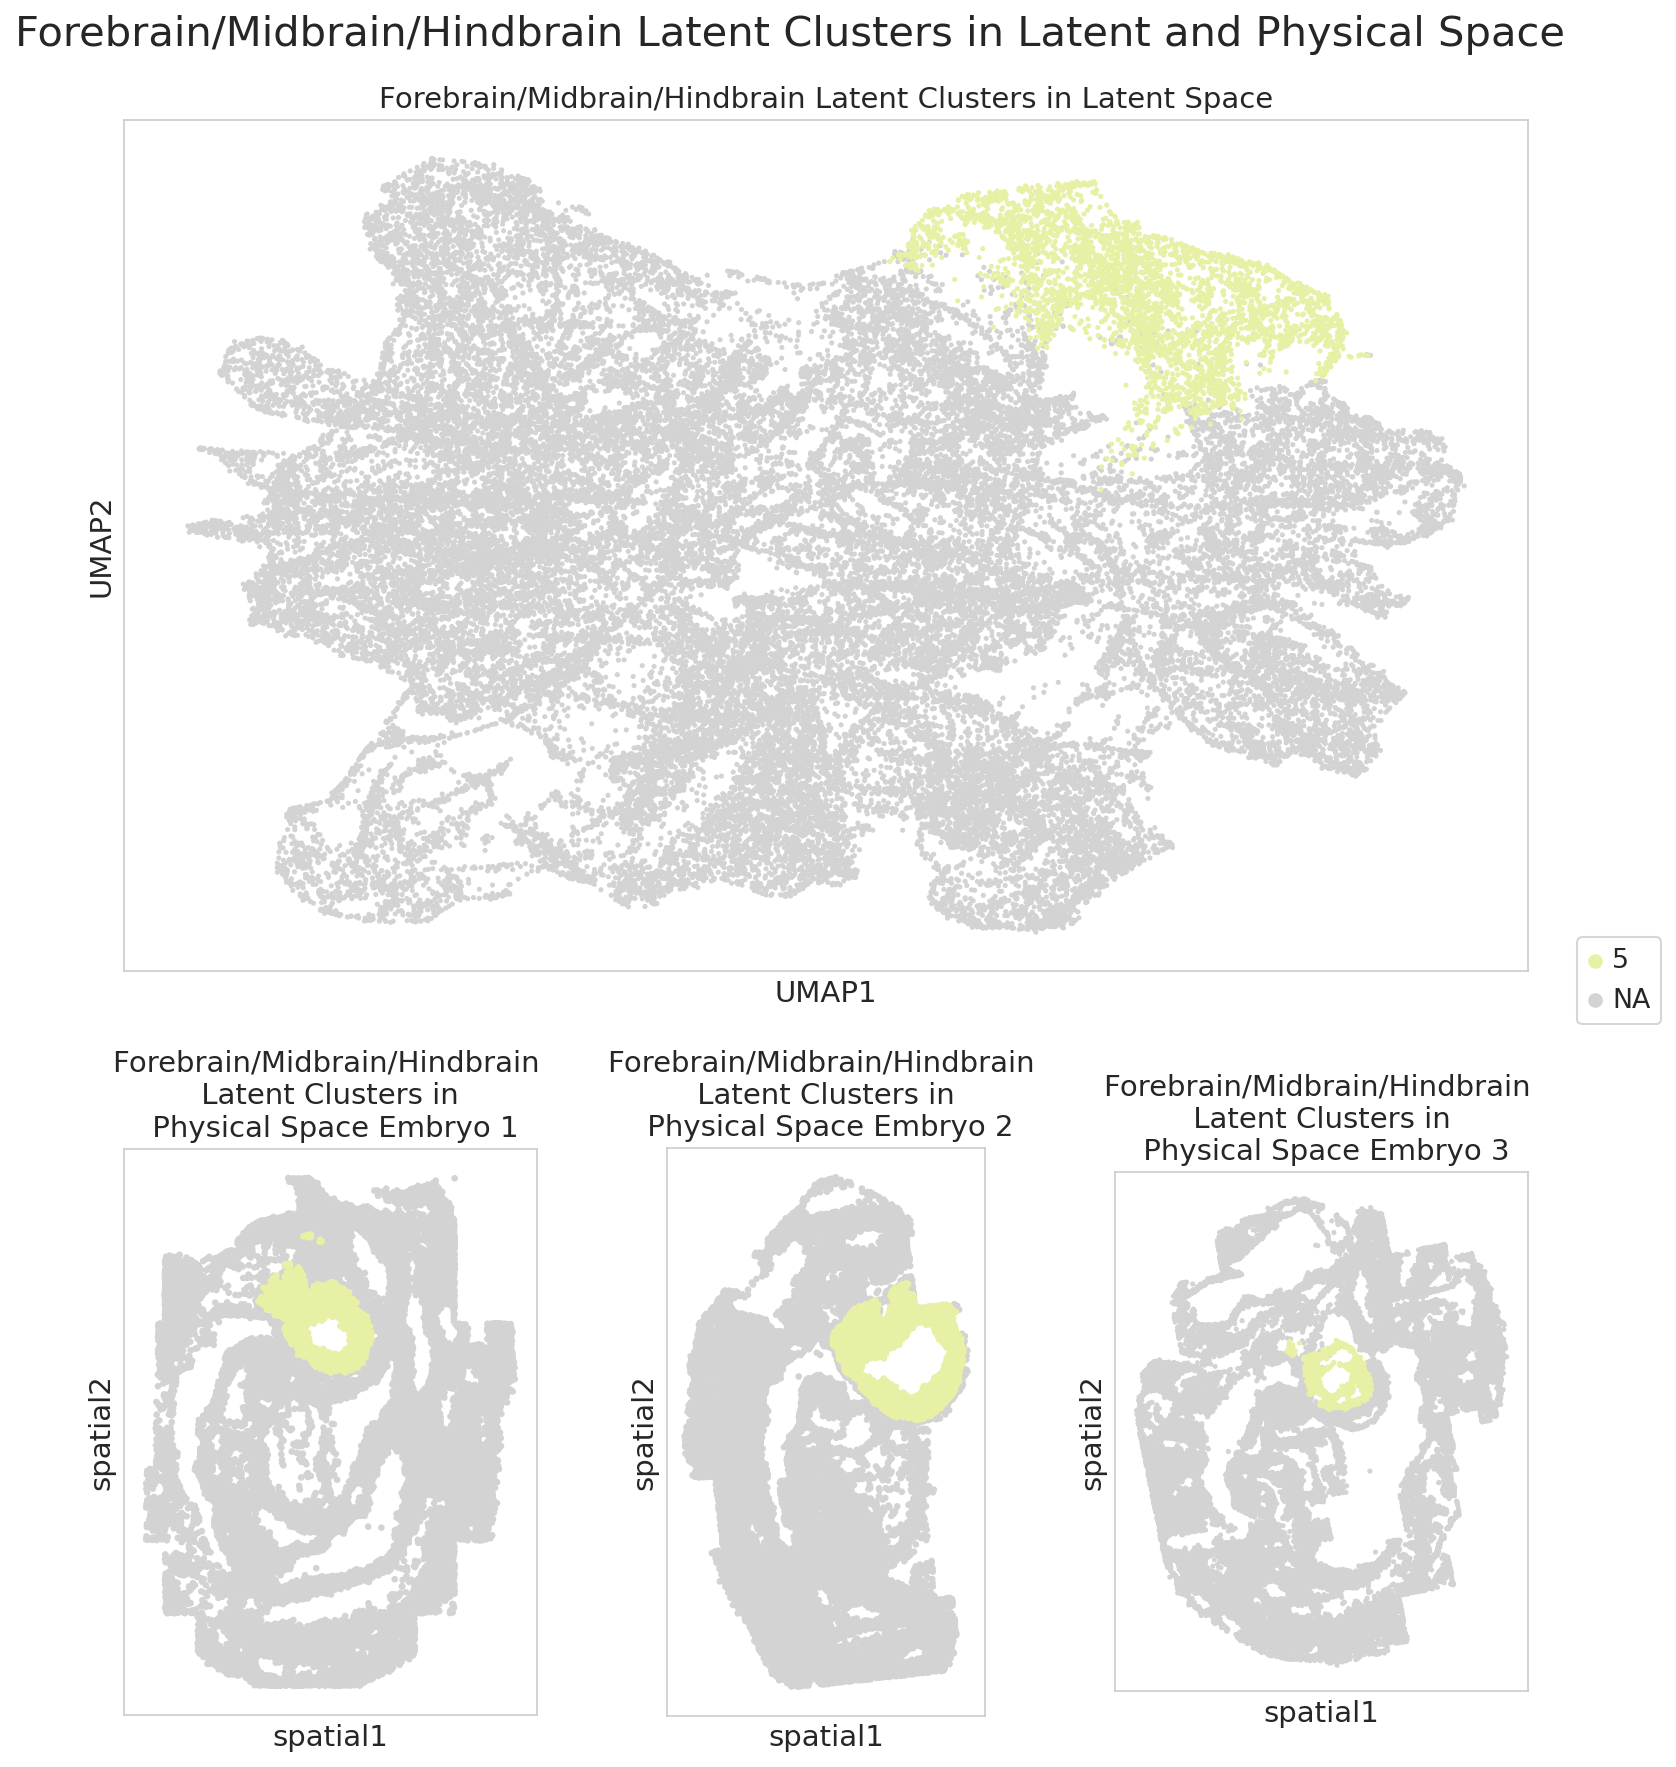 Forebrain/Midbrain/Hindbrain Latent Clusters in Latent and Physical Space
Forebrain/Midbrain/Hindbrain Latent Clusters in Latent Space
UMAP2
UMAP1
5
NA
Forebrain/Midbrain/Hindbrain
Latent Clusters in
Physical Space Embryo 1
spatial2
spatial1
Forebrain/Midbrain/Hindbrain
Latent Clusters in
Physical Space Embryo 2
spatial2
spatial1
Forebrain/Midbrain/Hindbrain
Latent Clusters in
Physical Space Embryo 3
spatial2
spatial1